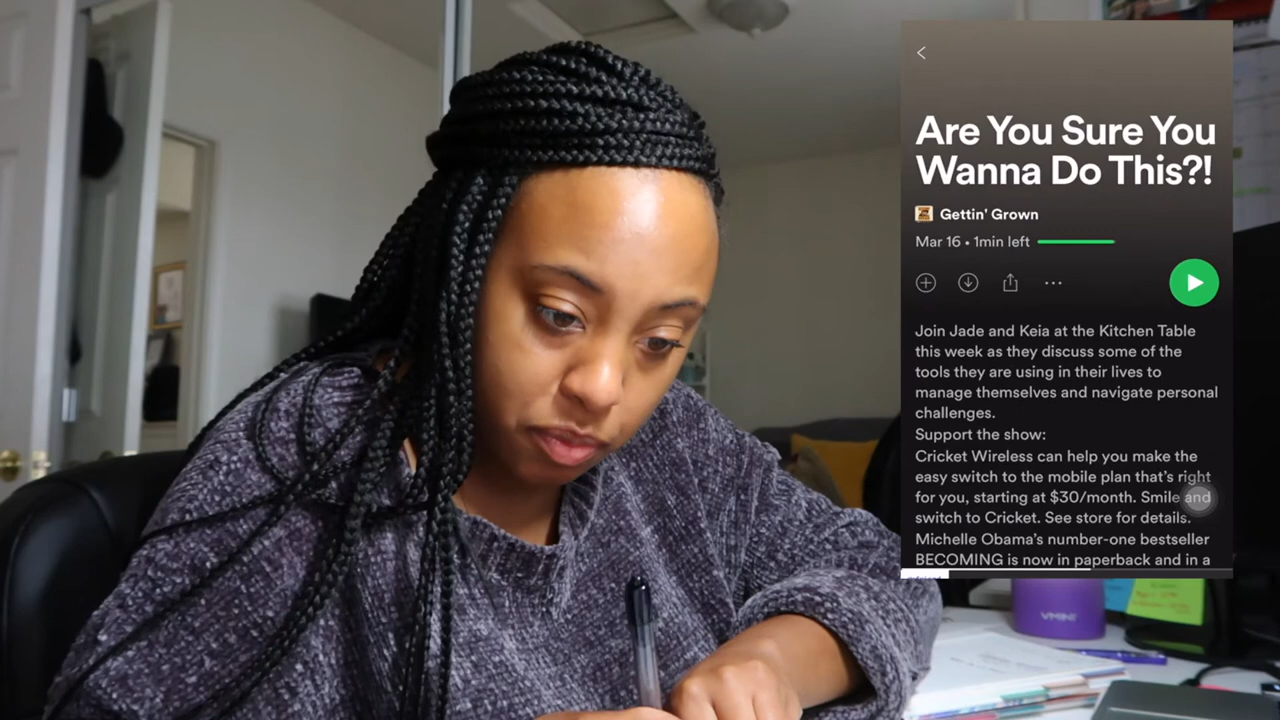 Are You Sure You
Wanna Do This?!
Gettin' Grown
Mar 16 • 1min left
Join Jade and Keia at the Kitchen Table
this week as they discuss some of the
tools they are using in their lives to
manage themselves and navigate personal
challenges.
Support the show:
Cricket Wireless can help you make the
easy switch to the mobile plan that's right
for you, starting at $30/month. Smile and
switch to Cricket. See store for details.
Michelle Obama's number-one bestseller
BECOMING is now in paperback and in a